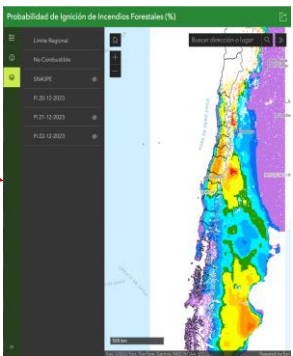 Probabilidad de Ignición de Incendios Forestales (%)
Límite Regional
No Combustible
SNASPE
PI 20-12-2023
PI 21-12-2023
PI 22-12-2023
Buscar dirección o lugar
+
−
300 km